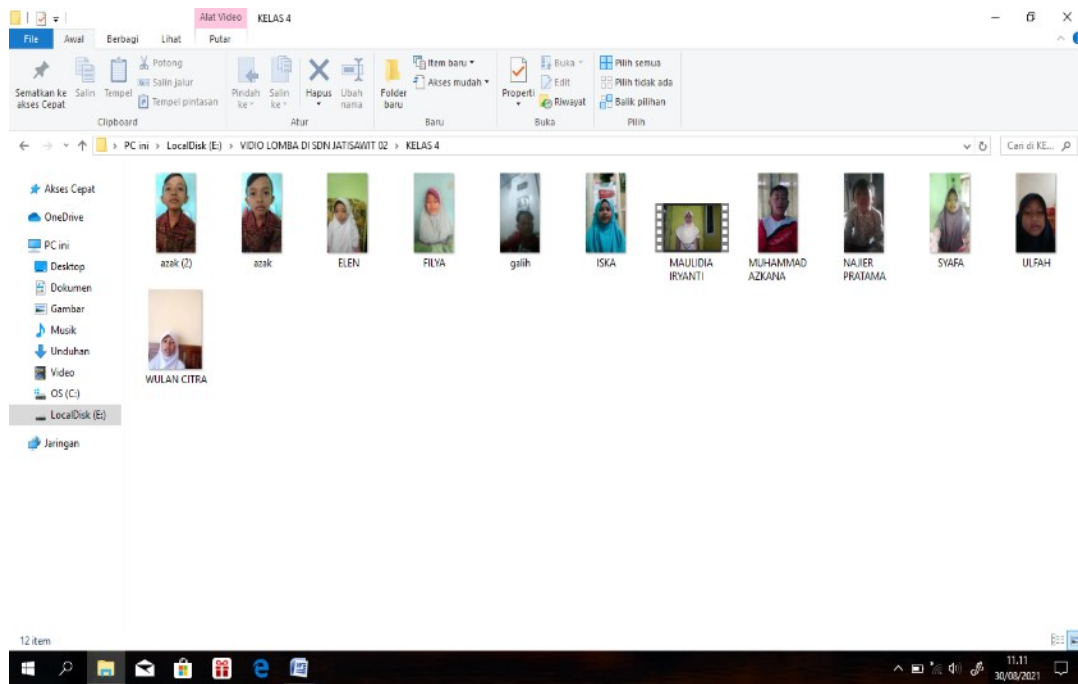 Alat Video KELAS 4
File Awal Berbagi Lihat Putar
Sematkan ke akses Cepat
Salin
Tempel
Potong
Salin jalur
Tempel pintasan
Clipboard
Pindah ke
Salin ke
Hapus
Ubah nama
Atur
Folder baru
Item baru
Akses mudah
Baru
Properti
Buka
Edit
Riwayat
Buka
Pilih semua
Pilih tidak ada
Balik pilihan
Pilih
PC ini > LocalDisk (E:) > VIDIO LOMBA DI SDN JATISAWIT 02 > KELAS 4
Cari di KE...
Akses Cepat
OneDrive
PC ini
Desktop
Dokumen
Gambar
Musik
Unduhan
Video
OS (C:)
LocalDisk (E:)
Jaringan
azak (2)
azak
ELEN
FILYA
galih
ISKA
MAULIDIA
IRYANTI
MUHAMMAD
AZKANA
NAJIER
PRATAMA
SYAFA
ULFAH
WULAN CITRA
12 item
11.11
30/08/2021